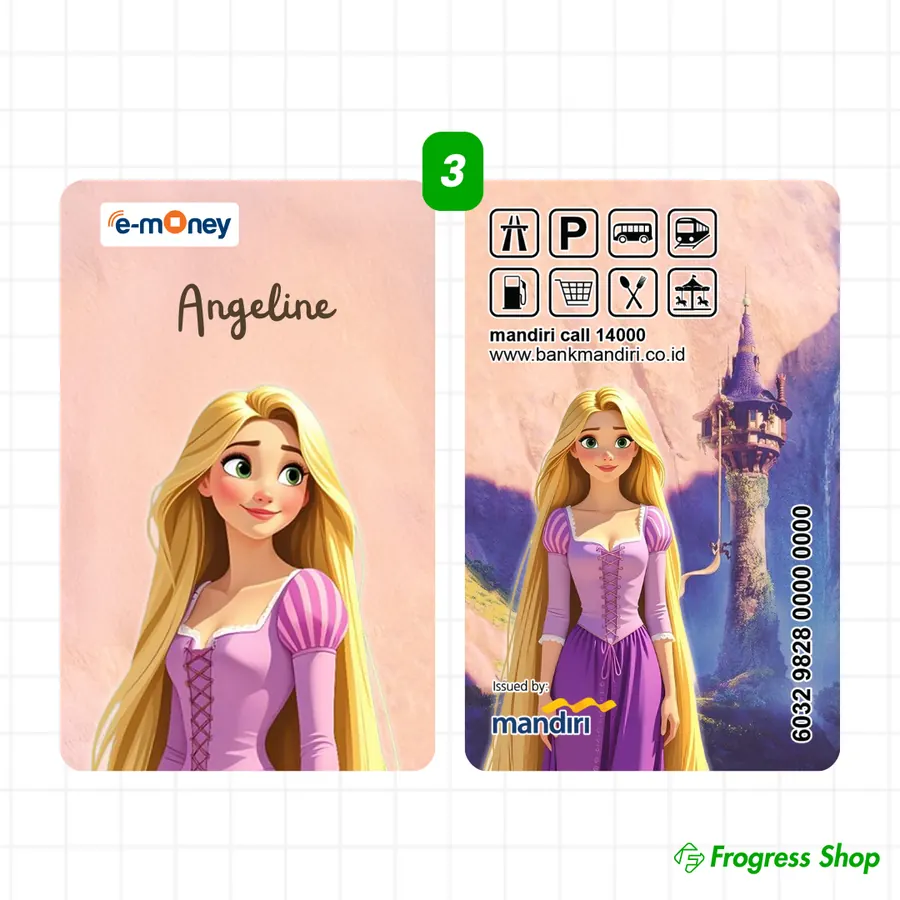 3
e-money
Angeline
P
mandiri call 14000
www.bankmandiri.co.id
6032 9828 0000 0000
Issued by:
mandiri
Frogress Shop